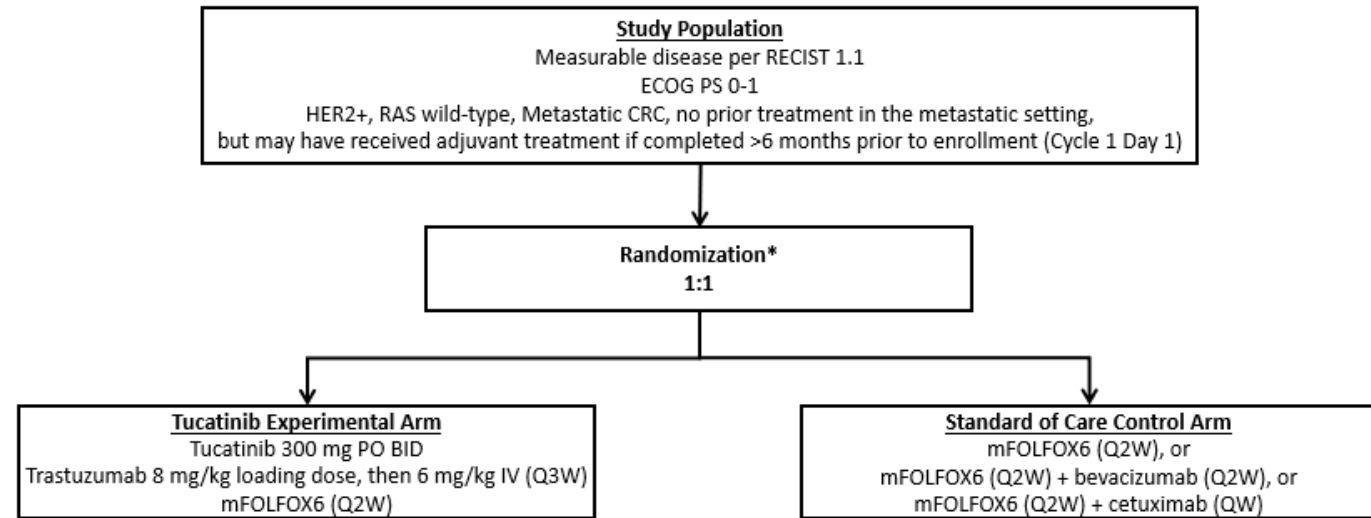 Study Population
Measurable disease per RECIST 1.1
ECOG PS 0-1
HER2+, RAS wild-type, Metastatic CRC, no prior treatment in the metastatic setting,
but may have received adjuvant treatment if completed >6 months prior to enrollment (Cycle 1 Day 1)
Randomization*
1:1
Tucatinib Experimental Arm
Tucatinib 300 mg PO BID
Trastuzumab 8 mg/kg loading dose, then 6 mg/kg IV (Q3W)
mFOLFOX6 (Q2W)
Standard of Care Control Arm
mFOLFOX6 (Q2W), or
mFOLFOX6 (Q2W) + bevacizumab (Q2W), or
mFOLFOX6 (Q2W) + cetuximab (QW)